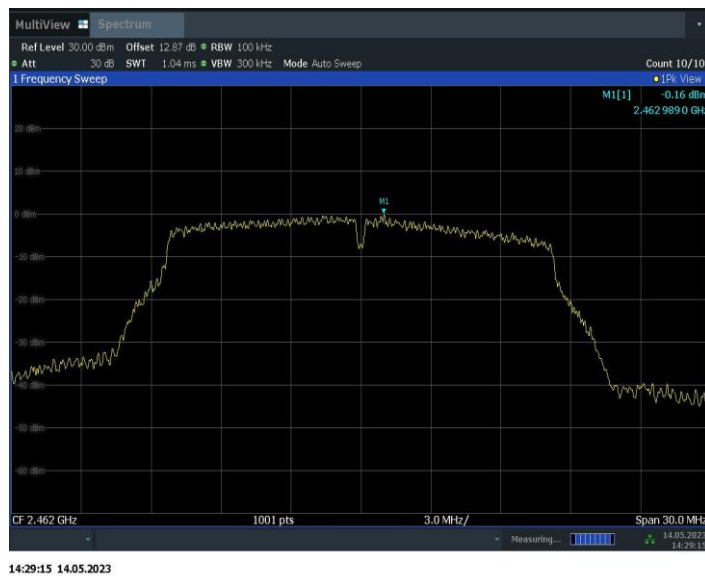 MultiView Spectrum
Ref Level 30.00 dBm Offset 12.87 dB RBW 100 kHz
Att 30 dB SWT 1.04 ms VBW 300 kHz Mode Auto Sweep Count 10/10
1 Frequency Sweep 1Pk View
M1[1] -0.16 dBm
2.462 989 0 GHz
20 dBm
10 dBm
M1
0 dBm
-10 dBm
-20 dBm
-30 dBm
-40 dBm
-50 dBm
-60 dBm
CF 2.462 GHz 1001 pts 3.0 MHz/ Span 30.0 MHz
Measuring... 14.05.2023
14:29:15
14:29:15 14.05.2023